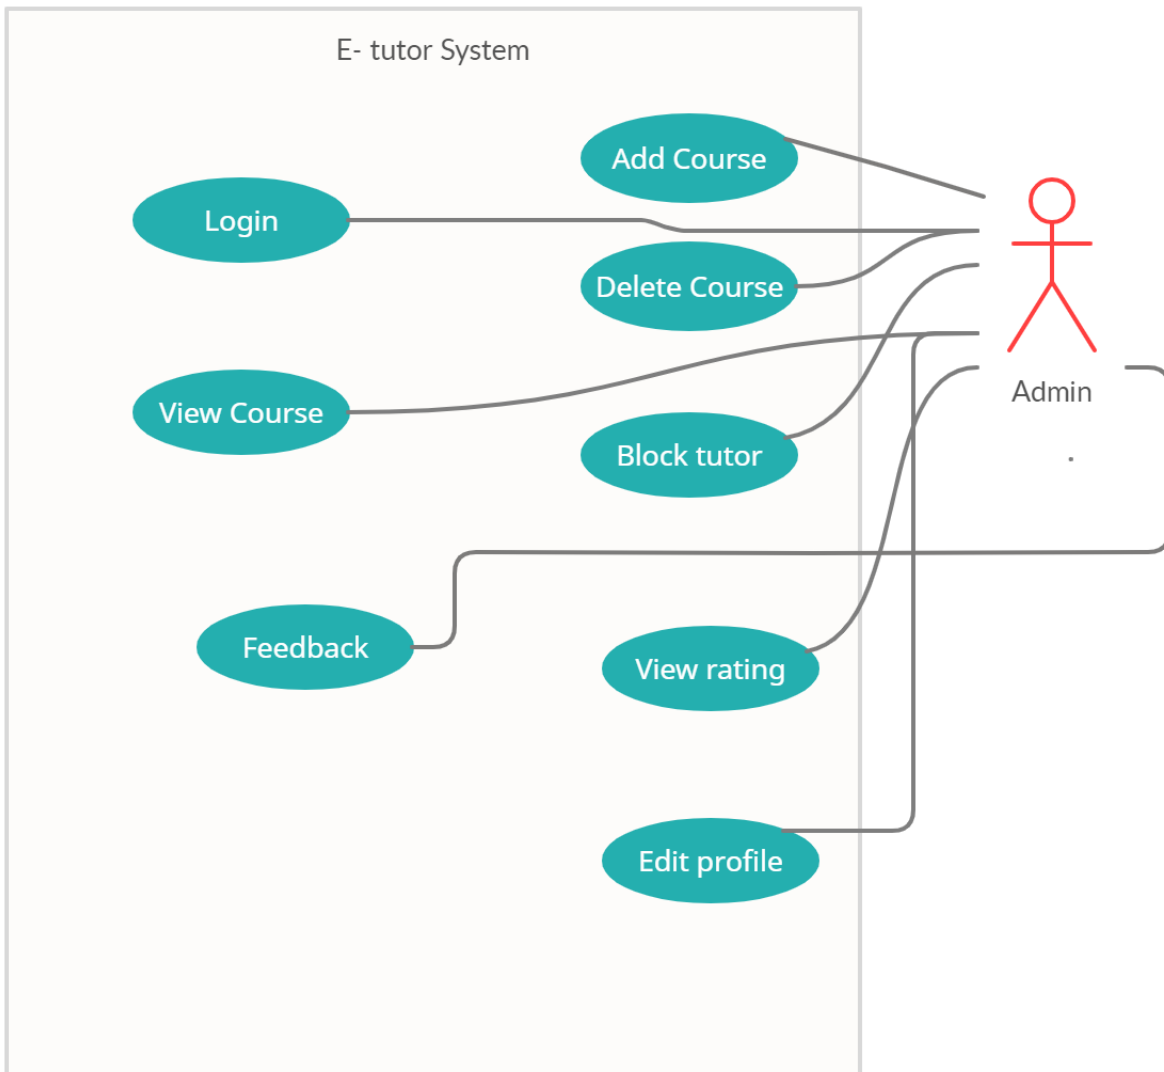 E- tutor System
Add Course
Login
Delete Course
View Course
Admin
Block tutor
Feedback
View rating
Edit profile